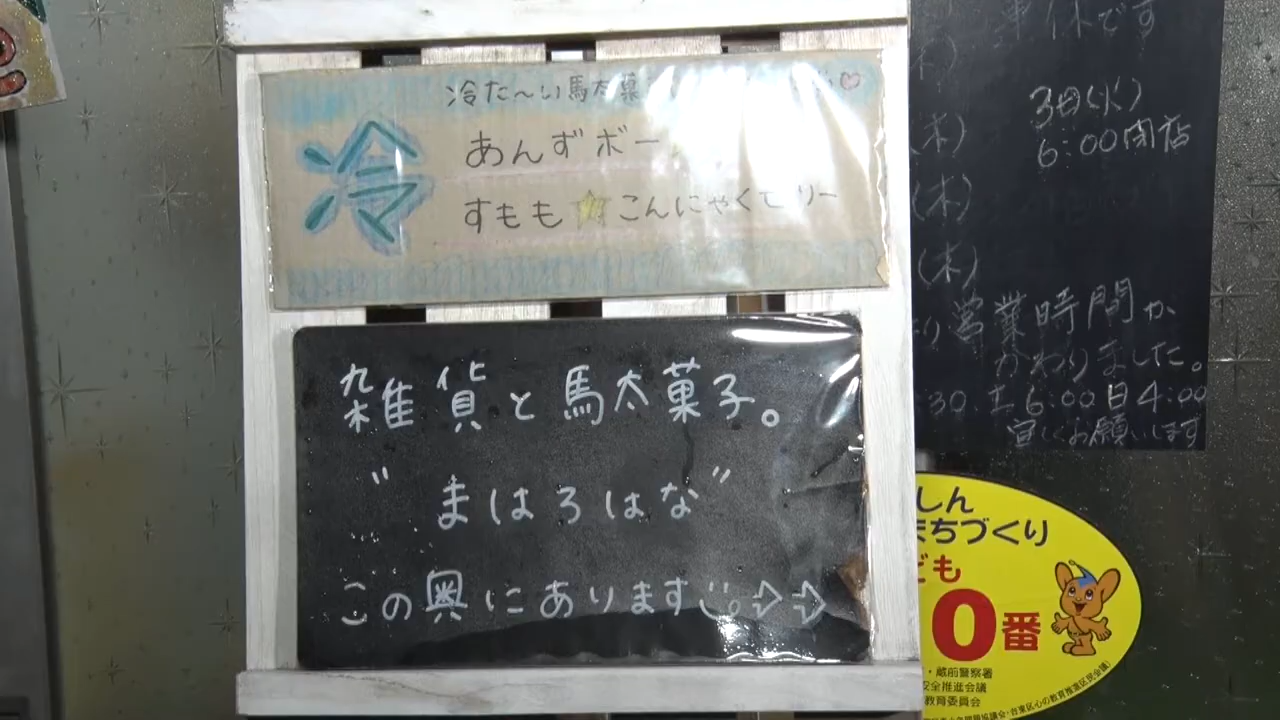 冷た〜い馬太菓
冷
あんずボー
すもも☆こんにゃくゼリー
雑貨と馬太菓子。
"まはろはな"
この奥にあります⇨⇨
休です
3日(火)
6:00閉店
(木)
(木)
(木)
営業時間が
かわりました。
:30 土6:00日4:00
宜しくお願いします
しん
まちづくり
ども
0番
・蔵前警察署
安全推進会議
教育委員会